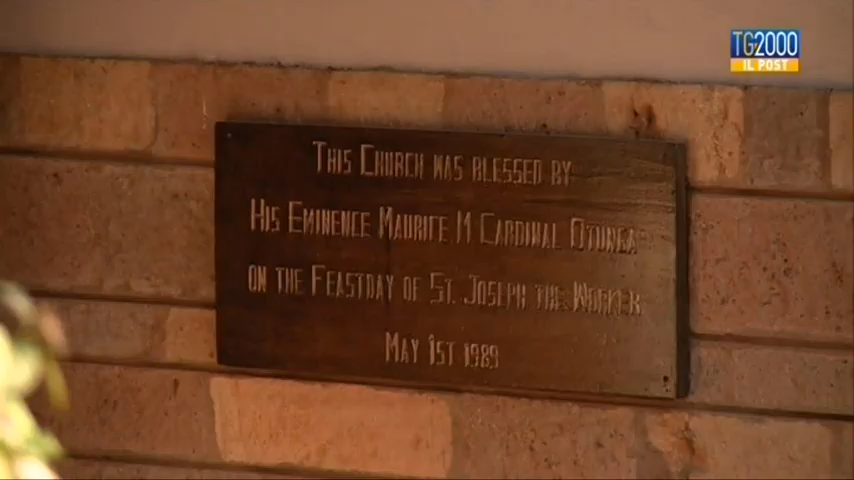 TG2000
IL POST
THIS CHURCH WAS BLESSED BY
HIS EMINENCE MAURICE M CARDINAL OTUNGA
ON THE FEASTDAY OF ST. JOSEPH THE WORKER
MAY 1ST 1989